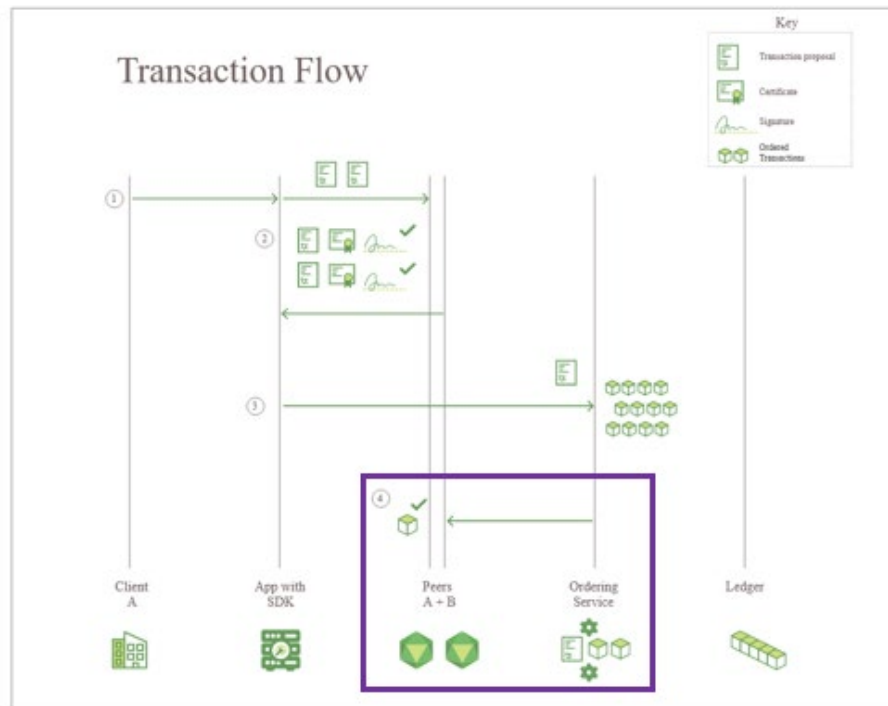 Key
Transaction Flow
Transaction proposal
Certificate
Signature
Ordered
Transactions
1
2
3
4
Client
A
App with
SDK
Peers
A + B
Ordering
Service
Ledger